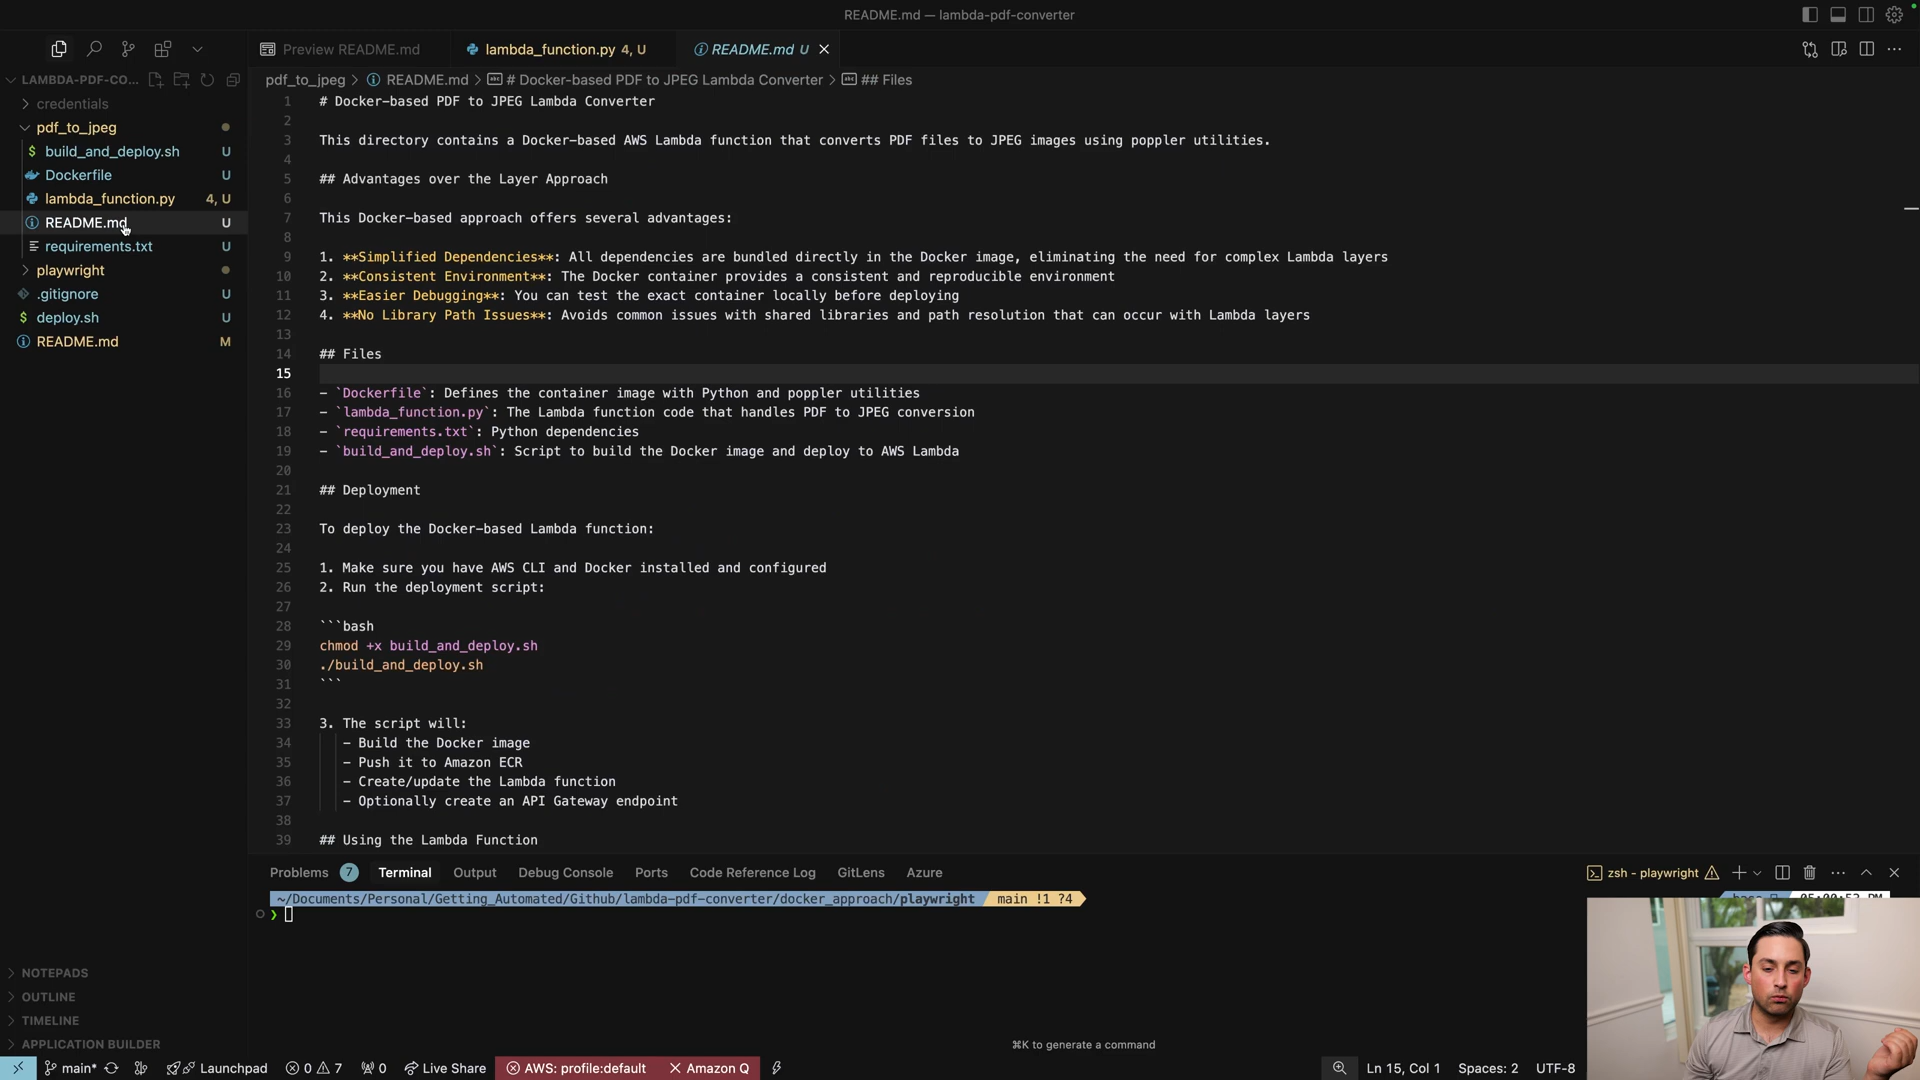 README.md — lambda-pdf-converter
Preview README.md
lambda_function.py 4, U
README.md U
LAMBDA-PDF-CO...
pdf_to_jpeg > README.md > # Docker-based PDF to JPEG Lambda Converter > ## Files
credentials
pdf_to_jpeg
build_and_deploy.sh U
Dockerfile U
lambda_function.py 4, U
README.md U
requirements.txt U
playwright
.gitignore U
deploy.sh U
README.md M
NOTEPADS
OUTLINE
TIMELINE
APPLICATION BUILDER
1 # Docker-based PDF to JPEG Lambda Converter
2
3 This directory contains a Docker-based AWS Lambda function that converts PDF files to JPEG images using poppler utilities.
4
5 ## Advantages over the Layer Approach
6
7 This Docker-based approach offers several advantages:
8
9 1. **Simplified Dependencies**: All dependencies are bundled directly in the Docker image, eliminating the need for complex Lambda layers
10 2. **Consistent Environment**: The Docker container provides a consistent and reproducible environment
11 3. **Easier Debugging**: You can test the exact container locally before deploying
12 4. **No Library Path Issues**: Avoids common issues with shared libraries and path resolution that can occur with Lambda layers
13
14 ## Files
15
16 - `Dockerfile`: Defines the container image with Python and poppler utilities
17 - `lambda_function.py`: The Lambda function code that handles PDF to JPEG conversion
18 - `requirements.txt`: Python dependencies
19 - `build_and_deploy.sh`: Script to build the Docker image and deploy to AWS Lambda
20
21 ## Deployment
22
23 To deploy the Docker-based Lambda function:
24
25 1. Make sure you have AWS CLI and Docker installed and configured
26 2. Run the deployment script:
27
28 ```bash
29 chmod +x build_and_deploy.sh
30 ./build_and_deploy.sh
31 ```
32
33 3. The script will:
34 - Build the Docker image
35 - Push it to Amazon ECR
36 - Create/update the Lambda function
37 - Optionally create an API Gateway endpoint
38
39 ## Using the Lambda Function
Problems 7 Terminal Output Debug Console Ports Code Reference Log GitLens Azure
zsh - playwright
~/Documents/Personal/Getting_Automated/Github/lambda-pdf-converter/docker_approach/playwright main !1 ?4
❯
⌘K to generate a command
main* Launchpad 0 7 0 Live Share AWS: profile:default Amazon Q
Ln 15, Col 1 Spaces: 2 UTF-8